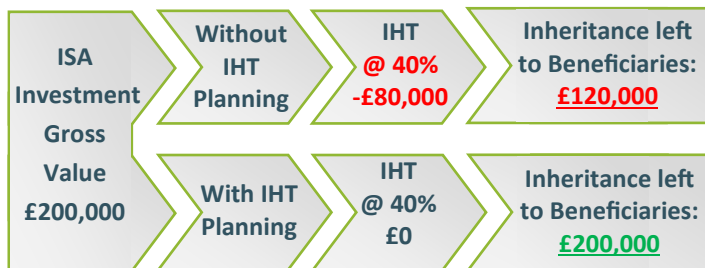 ISA
Investment
Gross
Value
£200,000
Without
IHT
Planning
IHT
@ 40%
-£80,000
Inheritance left
to Beneficiaries:
£120,000
With IHT
Planning
IHT
@ 40%
£0
Inheritance left
to Beneficiaries:
£200,000